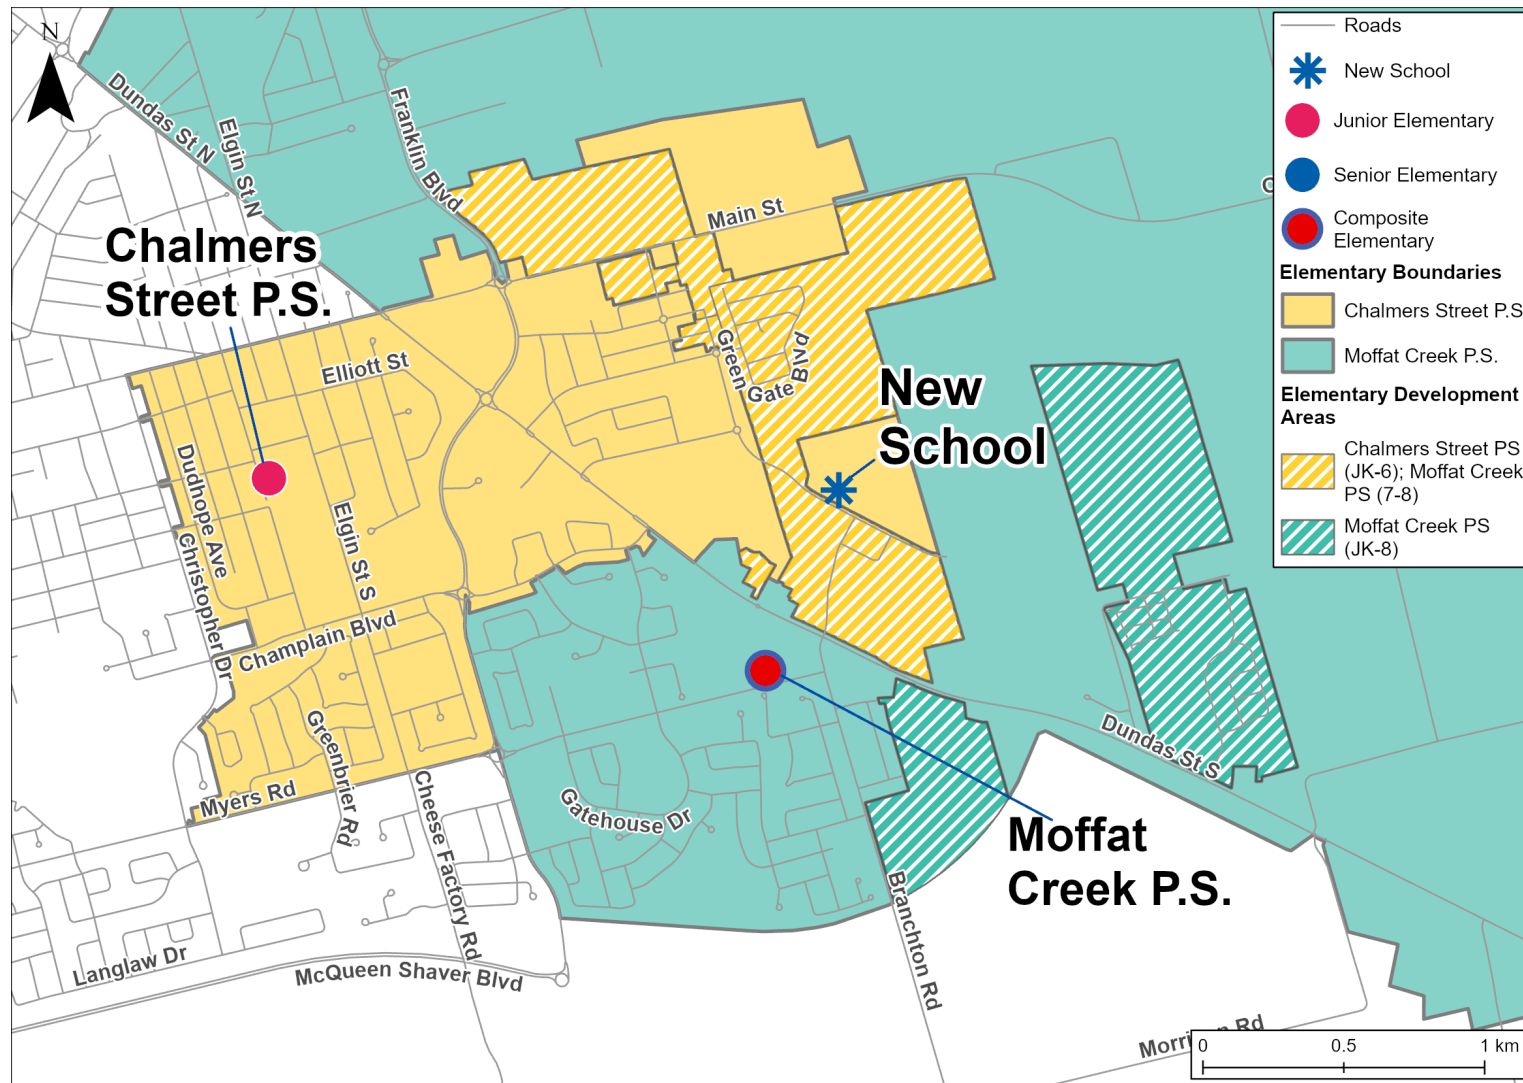 N
Dundas St N
Elgin St N
Franklin Blvd
Main St
Chalmers
Street P.S.
Elliott St
Green
Gate
Blvd
New
School
Dudhope Ave
Christopher Dr
Elgin St S
Champlain Blvd
Greenbrier Rd
Myers Rd
Cheese Factory Rd
Gatehouse Dr
Dundas St S
Moffat
Creek P.S.
Branchton Rd
Langlaw Dr
McQueen Shaver Blvd
Roads
New School
Junior Elementary
Senior Elementary
Composite
Elementary
Elementary Boundaries
Chalmers Street P.S
Moffat Creek P.S.
Elementary Development
Areas
Chalmers Street PS
(JK-6); Moffat Creek
PS (7-8)
Moffat Creek PS
(JK-8)
0 0.5 1 km